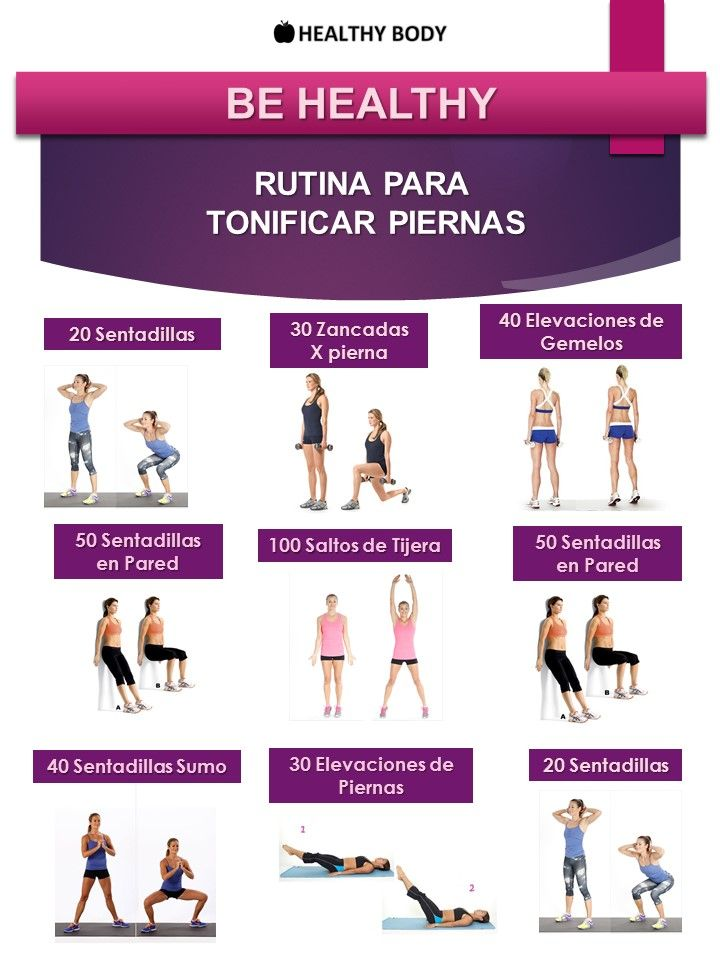 HEALTHY BODY
BE HEALTHY
RUTINA PARA
TONIFICAR PIERNAS
20 Sentadillas
30 Zancadas
X pierna
40 Elevaciones de
Gemelos
50 Sentadillas
en Pared
A
B
100 Saltos de Tijera
50 Sentadillas
en Pared
A
B
40 Sentadillas Sumo
30 Elevaciones de
Piernas
1
2
20 Sentadillas